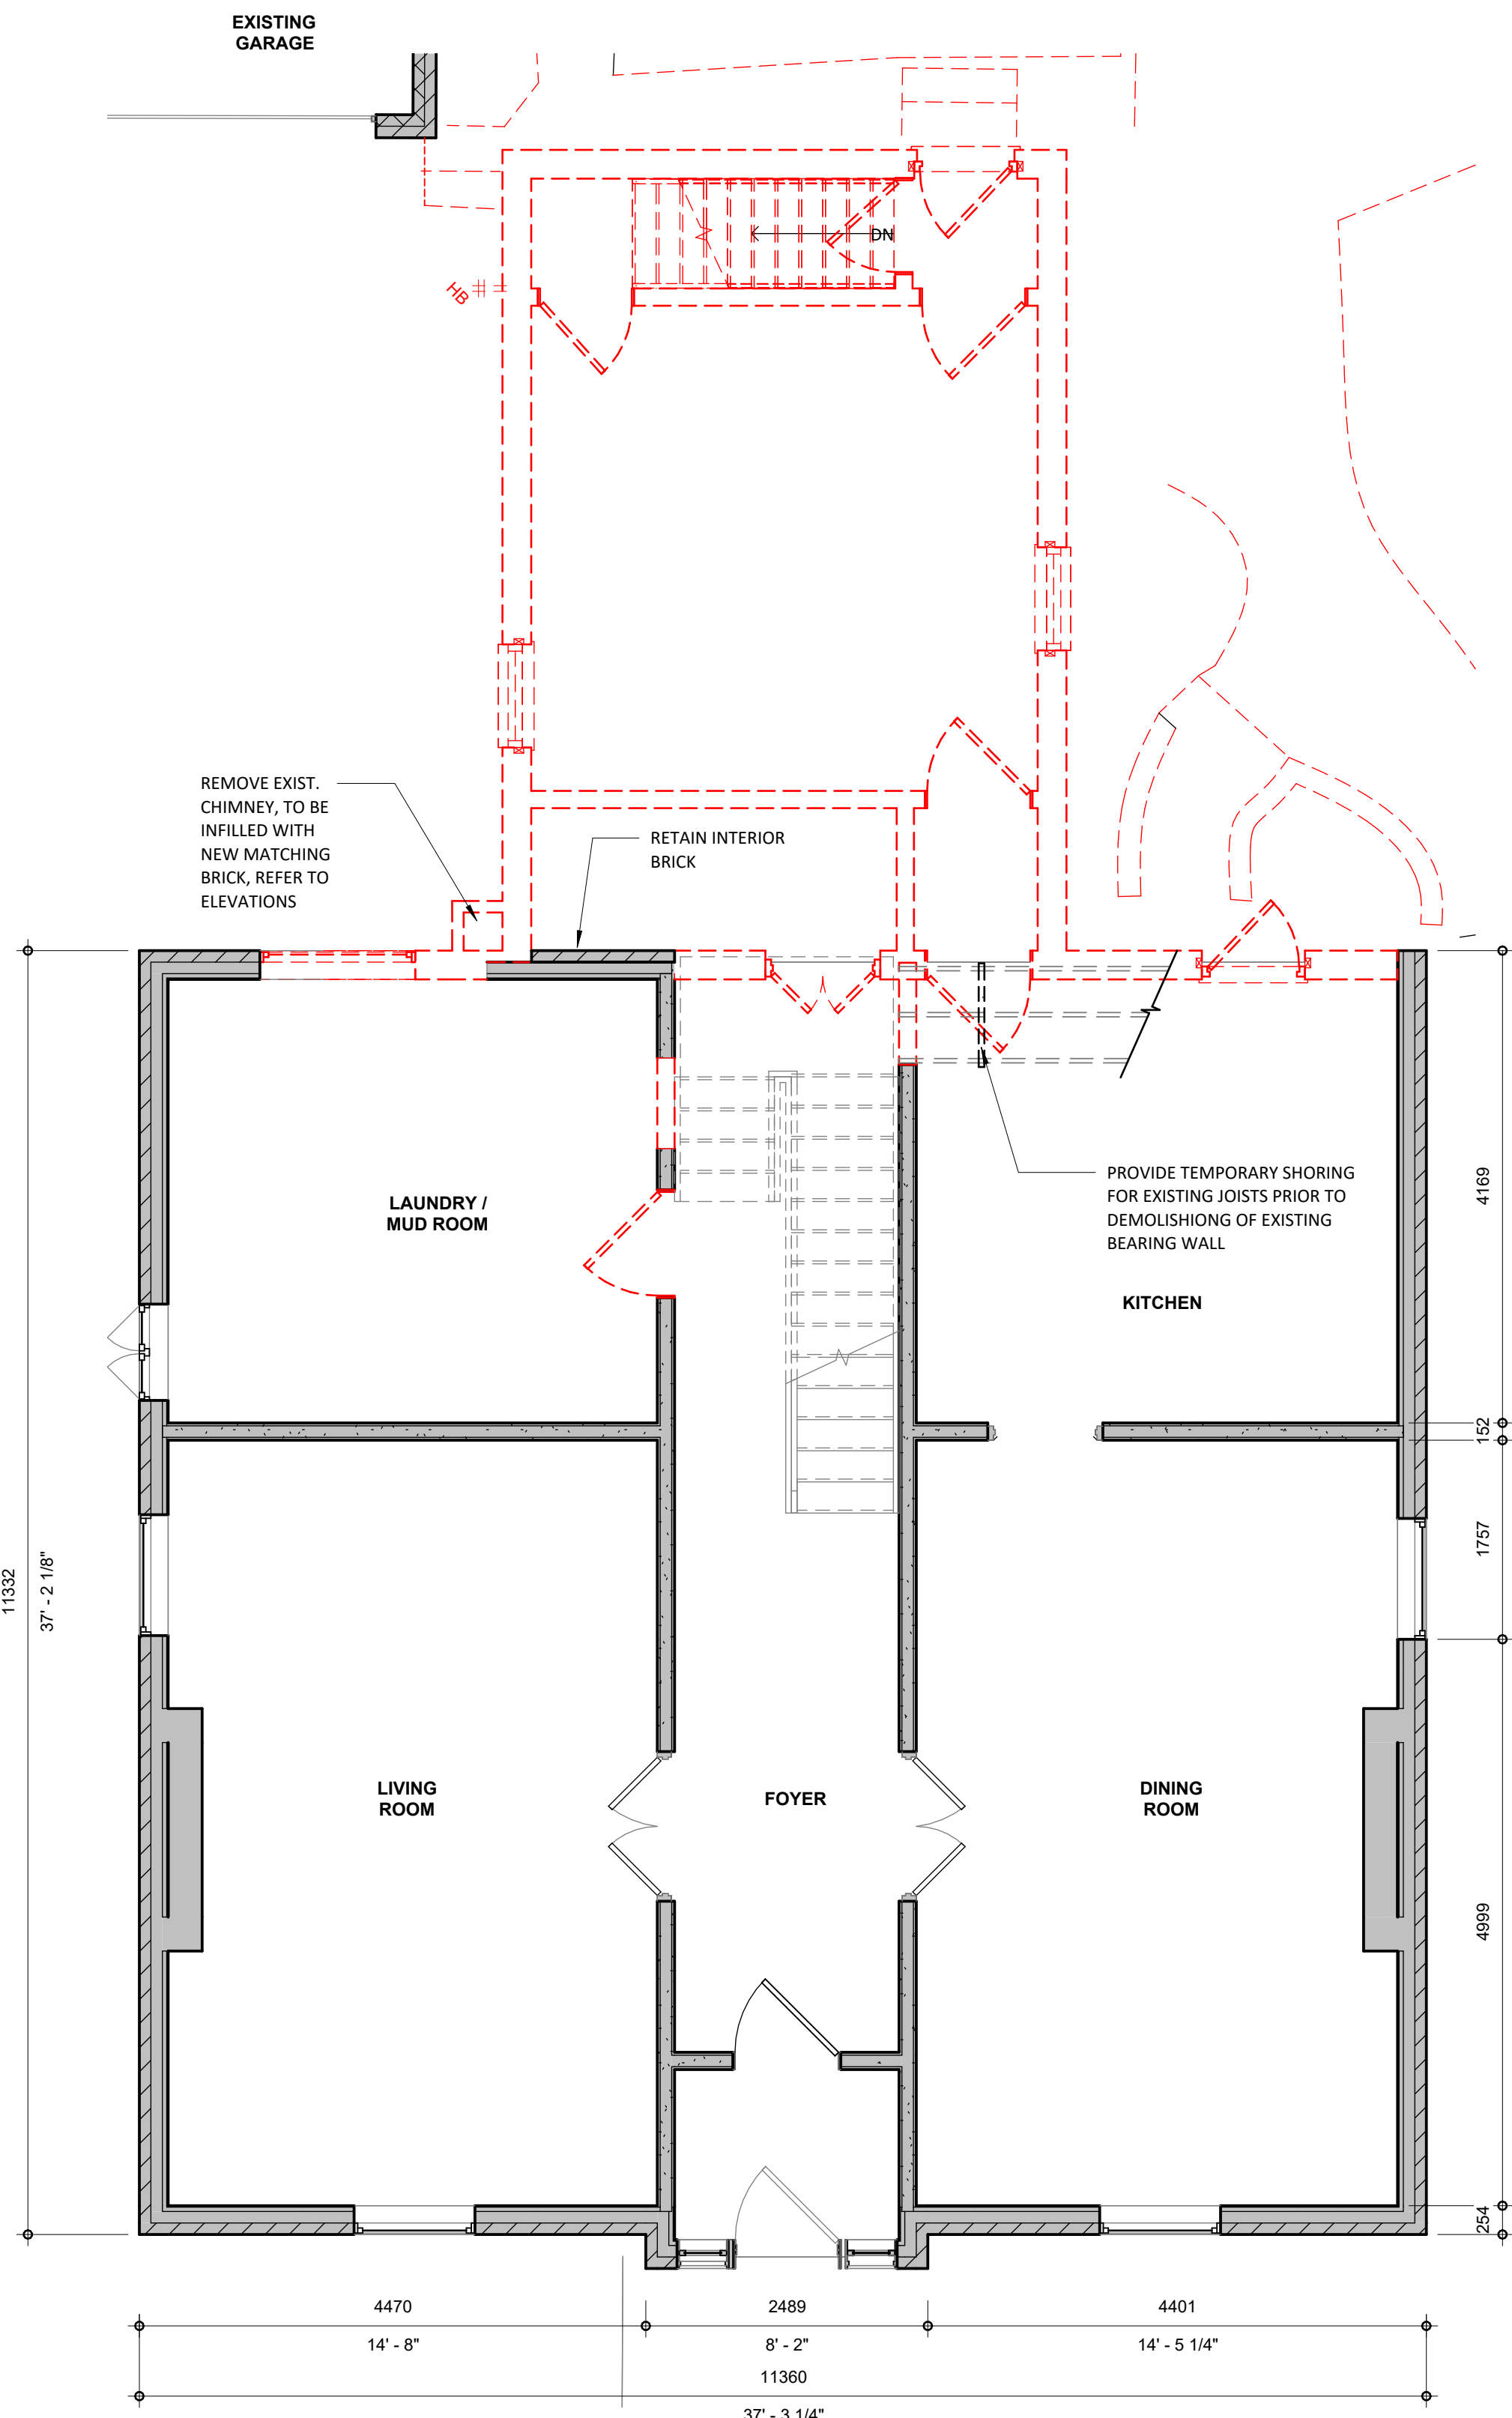 EXISTING
GARAGE
DN
HB
REMOVE EXIST.
CHIMNEY, TO BE
INFILLED WITH
NEW MATCHING
BRICK, REFER TO
ELEVATIONS
RETAIN INTERIOR
BRICK
LAUNDRY /
MUD ROOM
PROVIDE TEMPORARY SHORING
FOR EXISTING JOISTS PRIOR TO
DEMOLISHIONG OF EXISTING
BEARING WALL
KITCHEN
4169
152
1757
4999
254
11332
37' - 2 1/8"
LIVING
ROOM
FOYER
DINING
ROOM
4470
2489
4401
14' - 8"
8' - 2"
14' - 5 1/4"
11360
37' - 3 1/4"